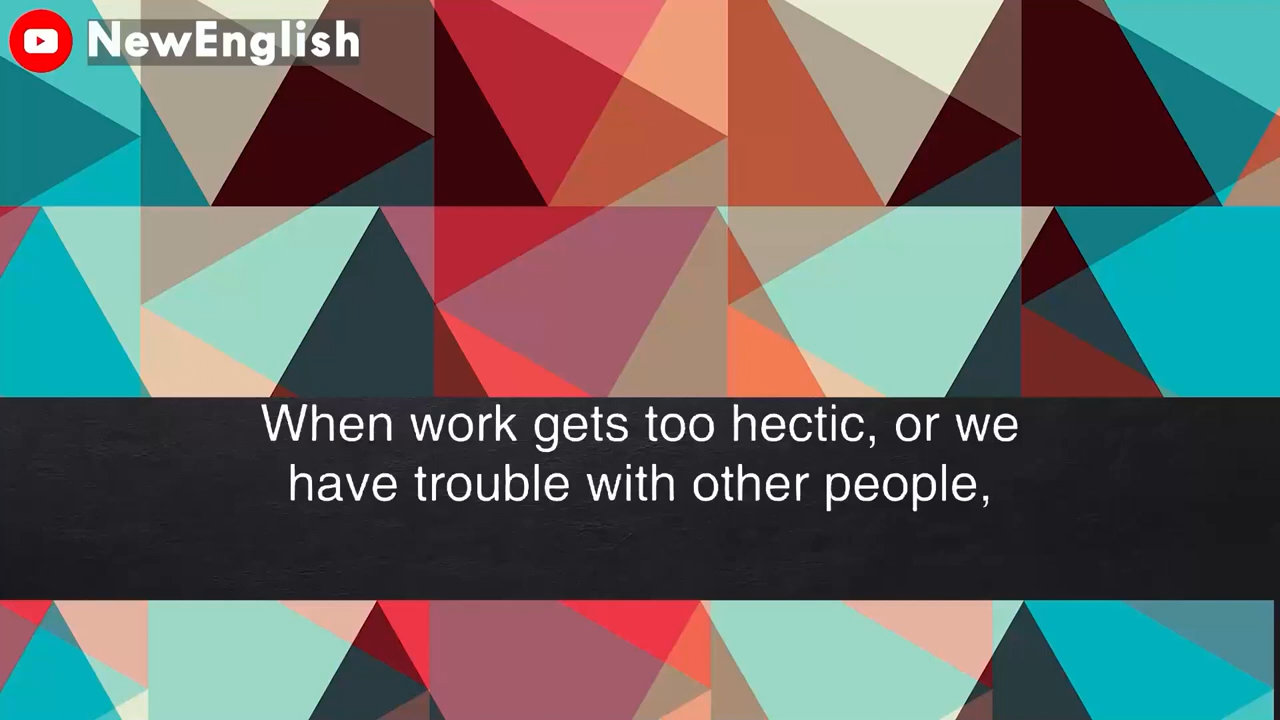 NewEnglish
When work gets too hectic, or we
have trouble with other people,